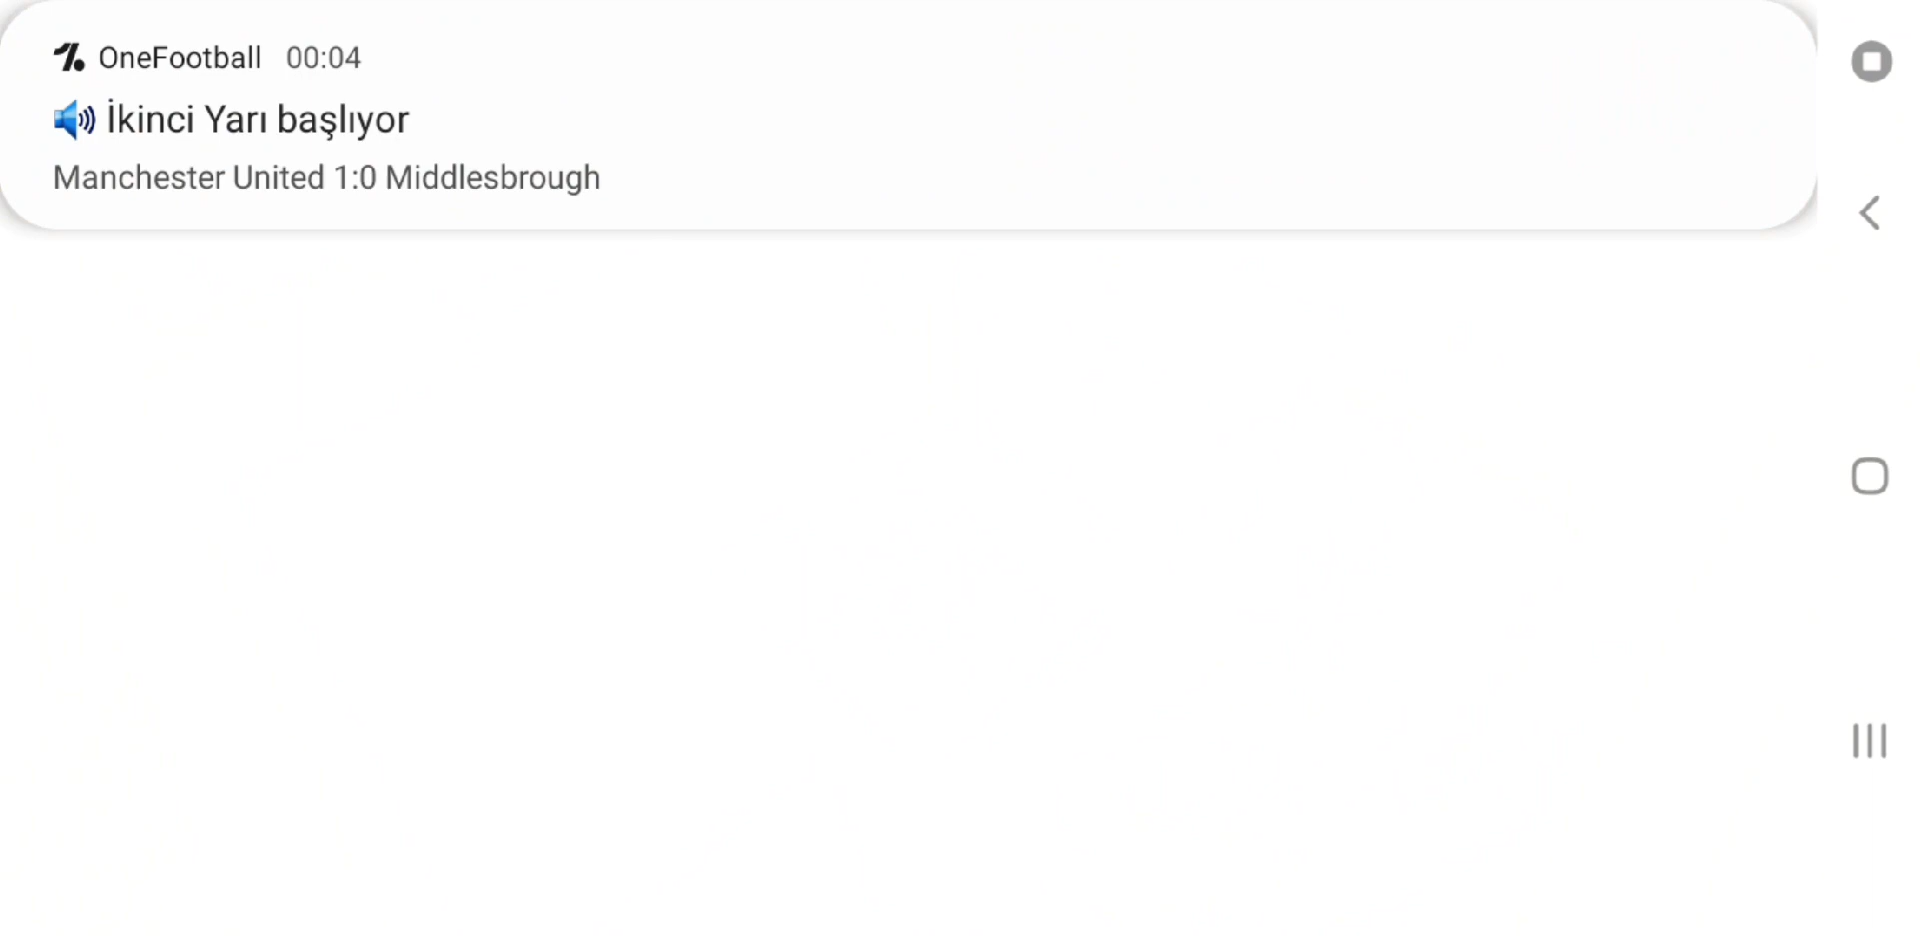 OneFootball 00:04
İkinci Yarı başlıyor
Manchester United 1:0 Middlesbrough